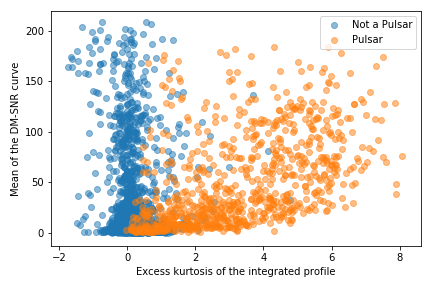 Not a Pulsar
Pulsar
200
150
100
50
0
Mean of the DM-SNR curve
−2
0
2
4
6
8
Excess kurtosis of the integrated profile